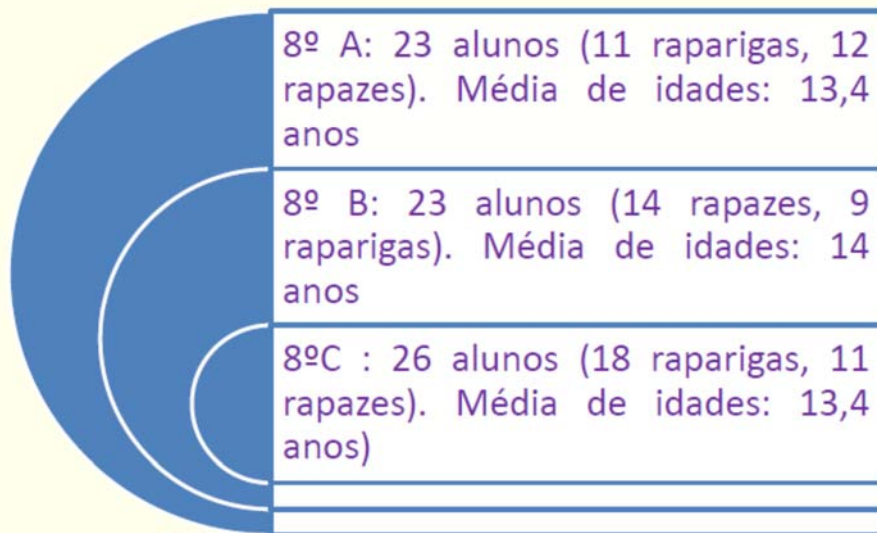 8º A: 23 alunos (11 raparigas, 12
rapazes). Média de idades: 13,4
anos
8º B: 23 alunos (14 rapazes, 9
raparigas). Média de idades: 14
anos
8ºC : 26 alunos (18 raparigas, 11
rapazes). Média de idades: 13,4
anos)